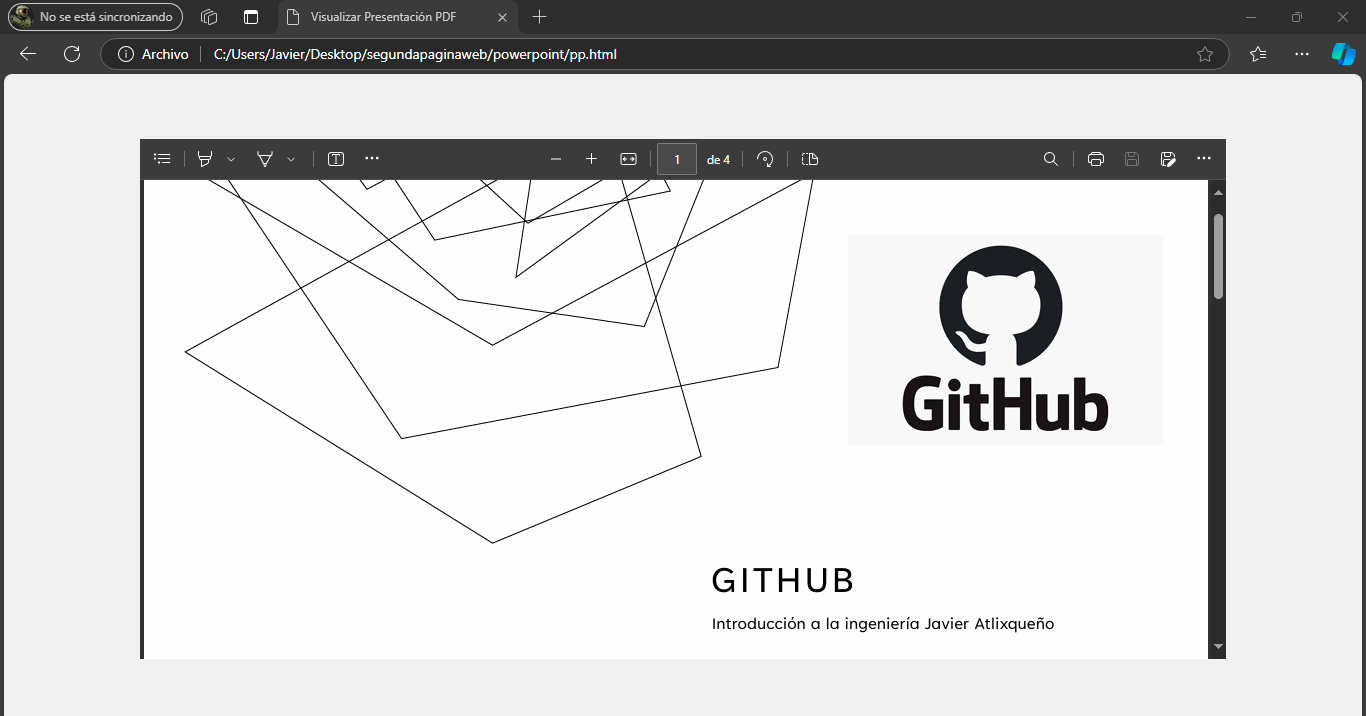 No se está sincronizando
Visualizar Presentación PDF
Archivo
C:/Users/Javier/Desktop/segundapaginaweb/powerpoint/pp.html
1 de 4
GitHub
GITHUB
Introducción a la ingeniería Javier Atlixqueño